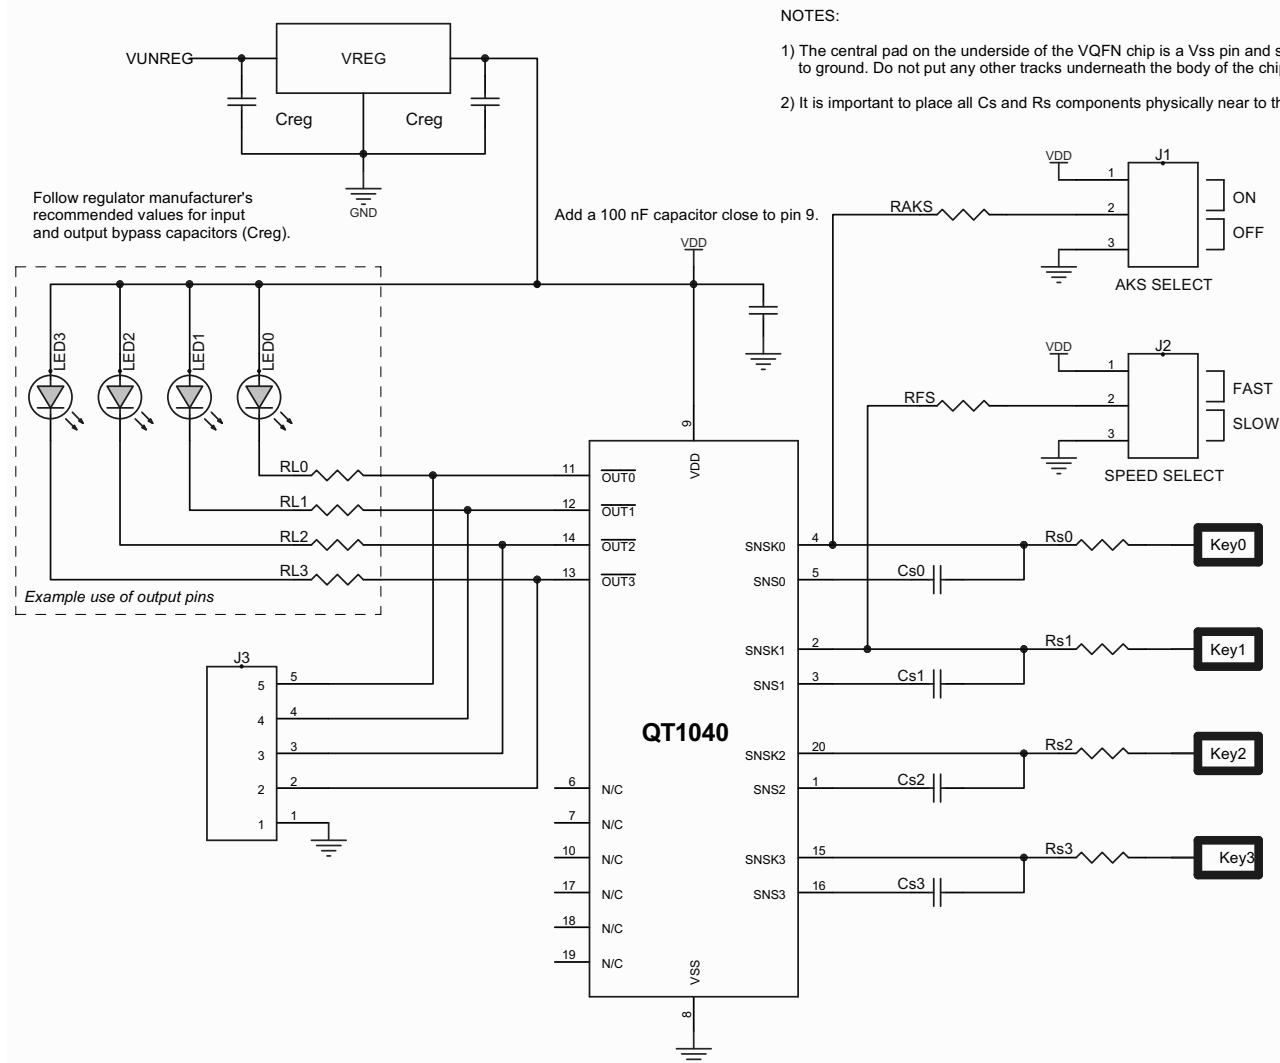 NOTES:
1) The central pad on the underside of the VQFN chip is a Vss pin and
to ground. Do not put any other tracks underneath the body of the
2) It is important to place all Cs and Rs components physically near to
VUNREG
VREG
Creg
Creg
GND
Follow regulator manufacturer's
recommended values for input
and output bypass capacitors (Creg).
Add a 100 nF capacitor close to pin 9.
VDD
VDD
J1
1
2
3
RAKS
ON
OFF
AKS SELECT
VDD
J2
1
2
3
RFS
FAST
SLOW
SPEED SELECT
LED3
LED2
LED1
LED0
RL0
RL1
RL2
RL3
Example use of output pins
9
VDD
11
OUT0
12
OUT1
14
OUT2
13
OUT3
SNSK0
4
Rs0
Key0
SNS0
5
Cs0
SNSK1
2
Rs1
Key1
SNS1
3
Cs1
QT1040
SNSK2
20
Rs2
Key2
SNS2
1
Cs2
SNSK3
15
Rs3
Key3
SNS3
16
Cs3
J3
5
5
4
4
3
3
2
2
1
1
6
N/C
7
N/C
10
N/C
17
N/C
18
N/C
19
N/C
VSS
8